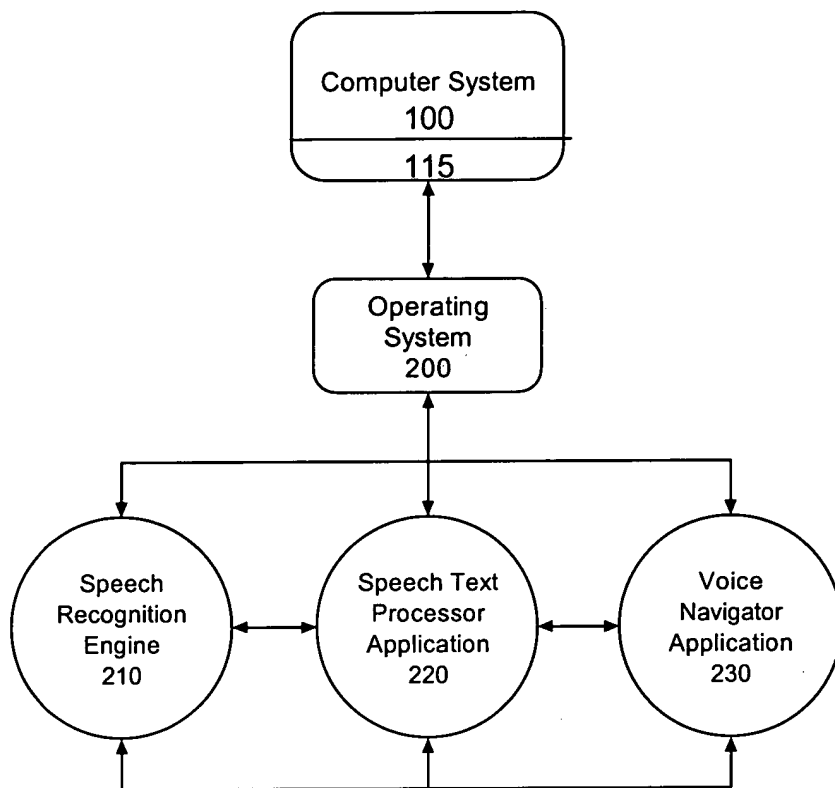 Computer System
100
115
Operating
System
200
Speech
Recognition
Engine
210
Speech Text
Processor
Application
220
Voice
Navigator
Application
230